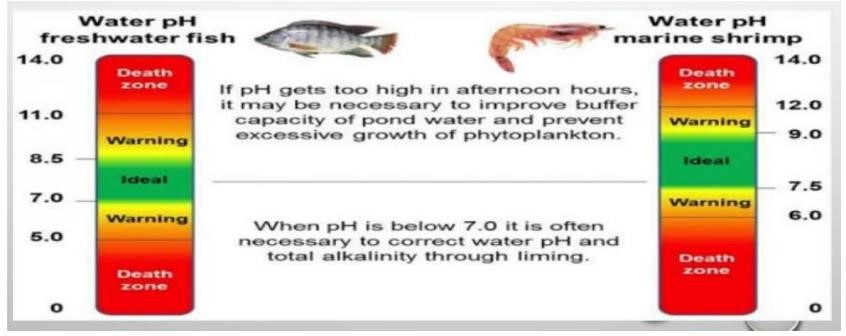 Water pH
freshwater fish
14.0
Death
zone
11.0
Warning
8.5
Ideal
7.0
Warning
5.0
Death
zone
0
If pH gets too high in afternoon hours,
it may be necessary to improve buffer
capacity of pond water and prevent
excessive growth of phytoplankton.
When pH is below 7.0 it is often
necessary to correct water pH and
total alkalinity through liming.
Water pH
marine shrimp
14.0
Death
zone
12.0
Warning
9.0
Ideal
7.5
Warning
6.0
Death
zone
0